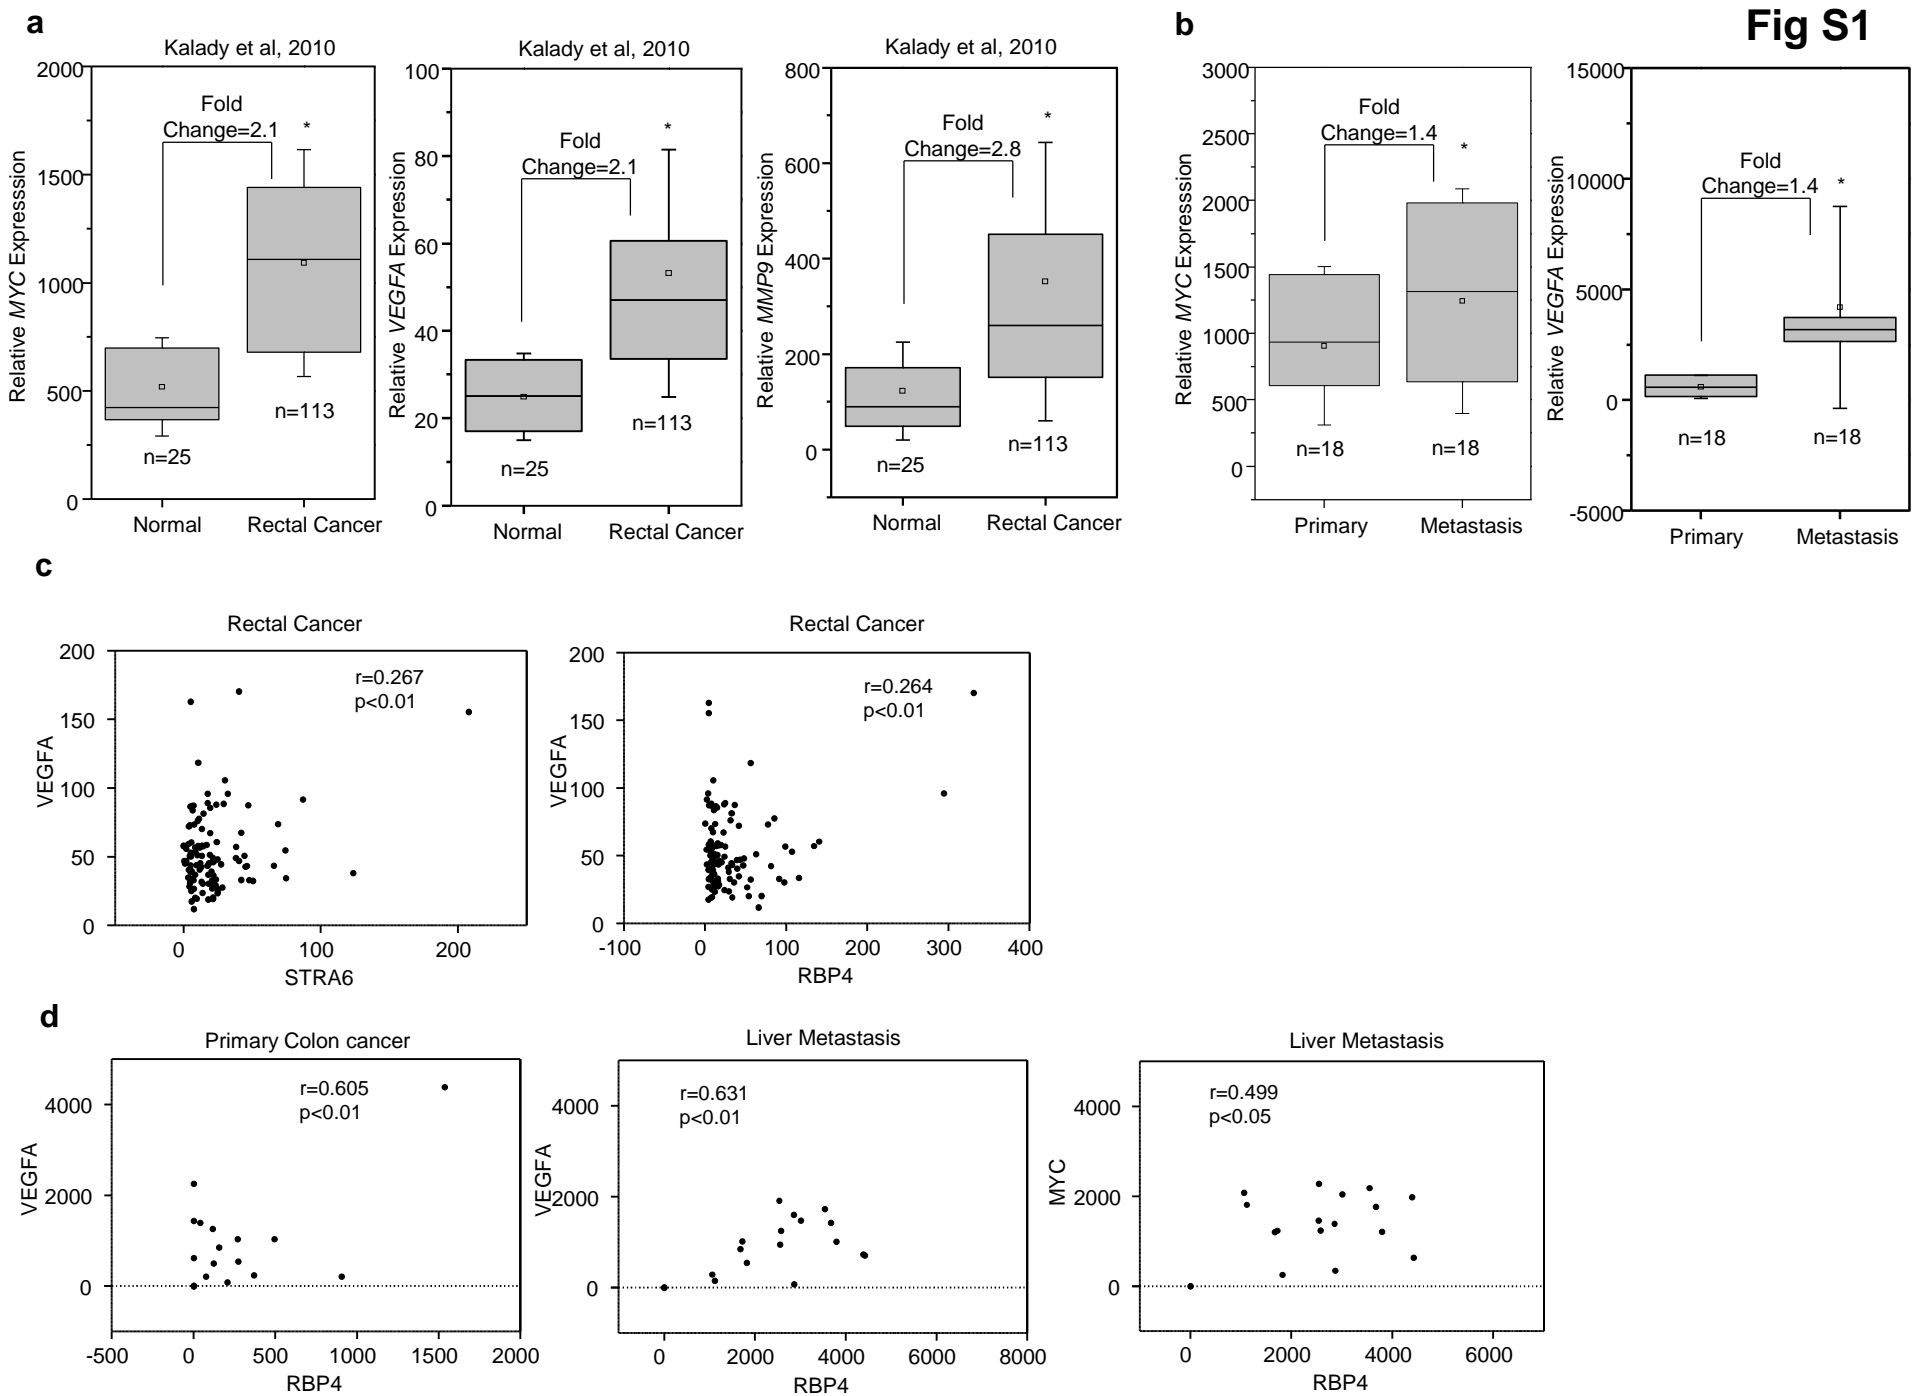 Fig S1
a
Kalady et al, 2010
2000
1500
1000
500
0
Relative MYC Expresssion
Fold
Change=2.1
*
n=25
n=113
Normal
Rectal Cancer
Kalady et al, 2010
100
80
60
40
20
0
Relative VEGFA Expression
Fold
Change=2.1
*
n=25
n=113
Normal
Rectal Cancer
Kalady et al, 2010
800
600
400
200
0
Relative MMP9 Expression
Fold
Change=2.8
*
n=25
n=113
Normal
Rectal Cancer
b
3000
2500
2000
1500
1000
500
0
Relative MYC Expresssion
Fold
Change=1.4
*
n=18
n=18
Primary
Metastasis
15000
10000
5000
0
-5000
Relative VEGFA Expression
Fold
Change=1.4
*
n=18
n=18
Primary
Metastasis
c
Rectal Cancer
200
150
100
50
0
VEGFA
r=0.267
p<0.01
0 100 200
STRA6
Rectal Cancer
200
150
100
50
0
VEGFA
r=0.264
p<0.01
-100 0 100 200 300 400
RBP4
d
Primary Colon cancer
4000
2000
0
VEGFA
r=0.605
p<0.01
-500 0 500 1000 1500 2000
RBP4
Liver Metastasis
4000
2000
0
VEGFA
r=0.631
p<0.01
0 2000 4000 6000 8000
RBP4
Liver Metastasis
4000
2000
0
MYC
r=0.499
p<0.05
0 2000 4000 6000
RBP4